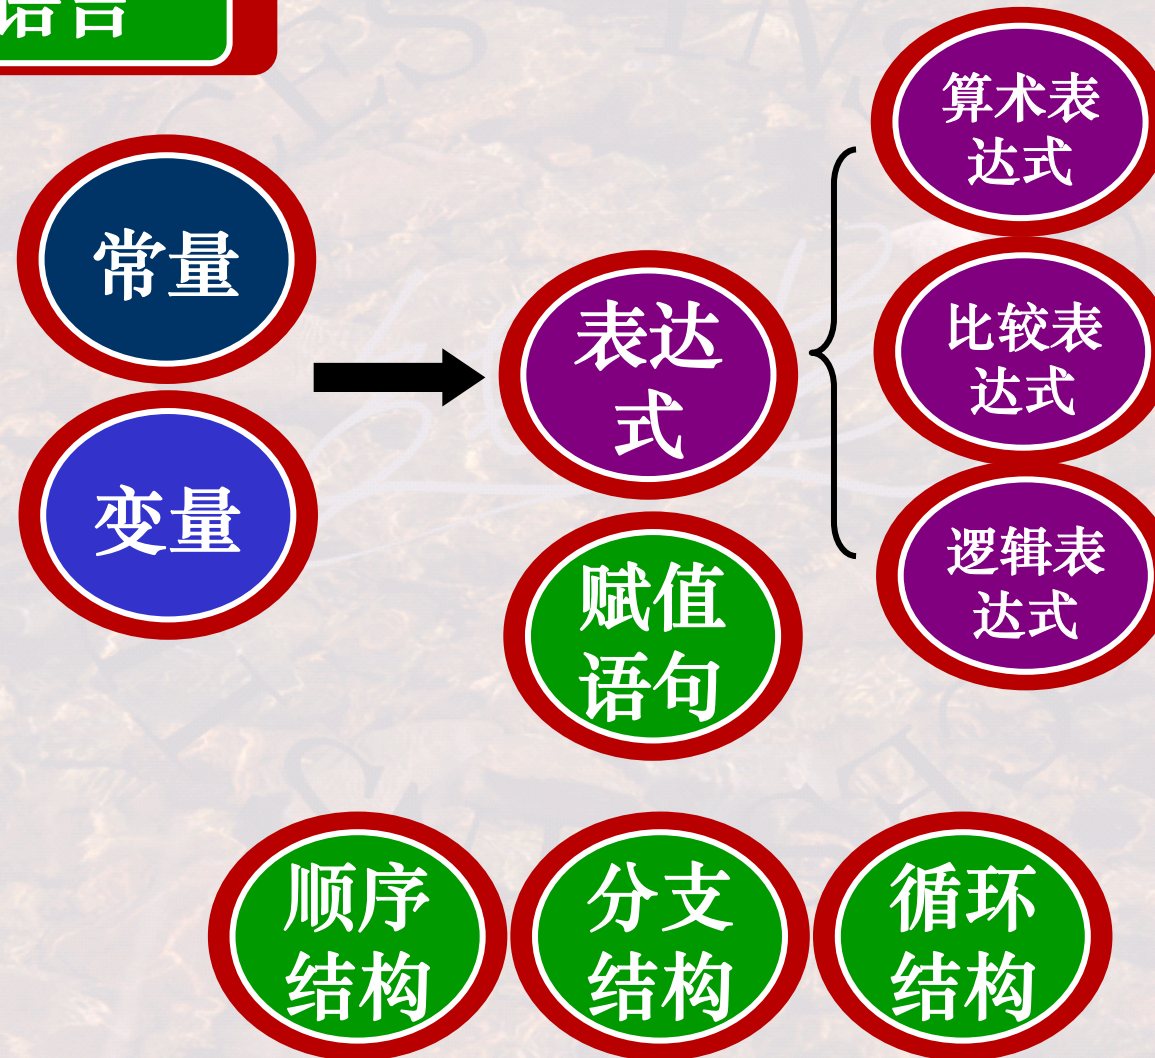 语言
常量
变量
表达
式
赋值
语句
算术表
达式
比较表
达式
逻辑表
达式
顺序
结构
分支
结构
循环
结构